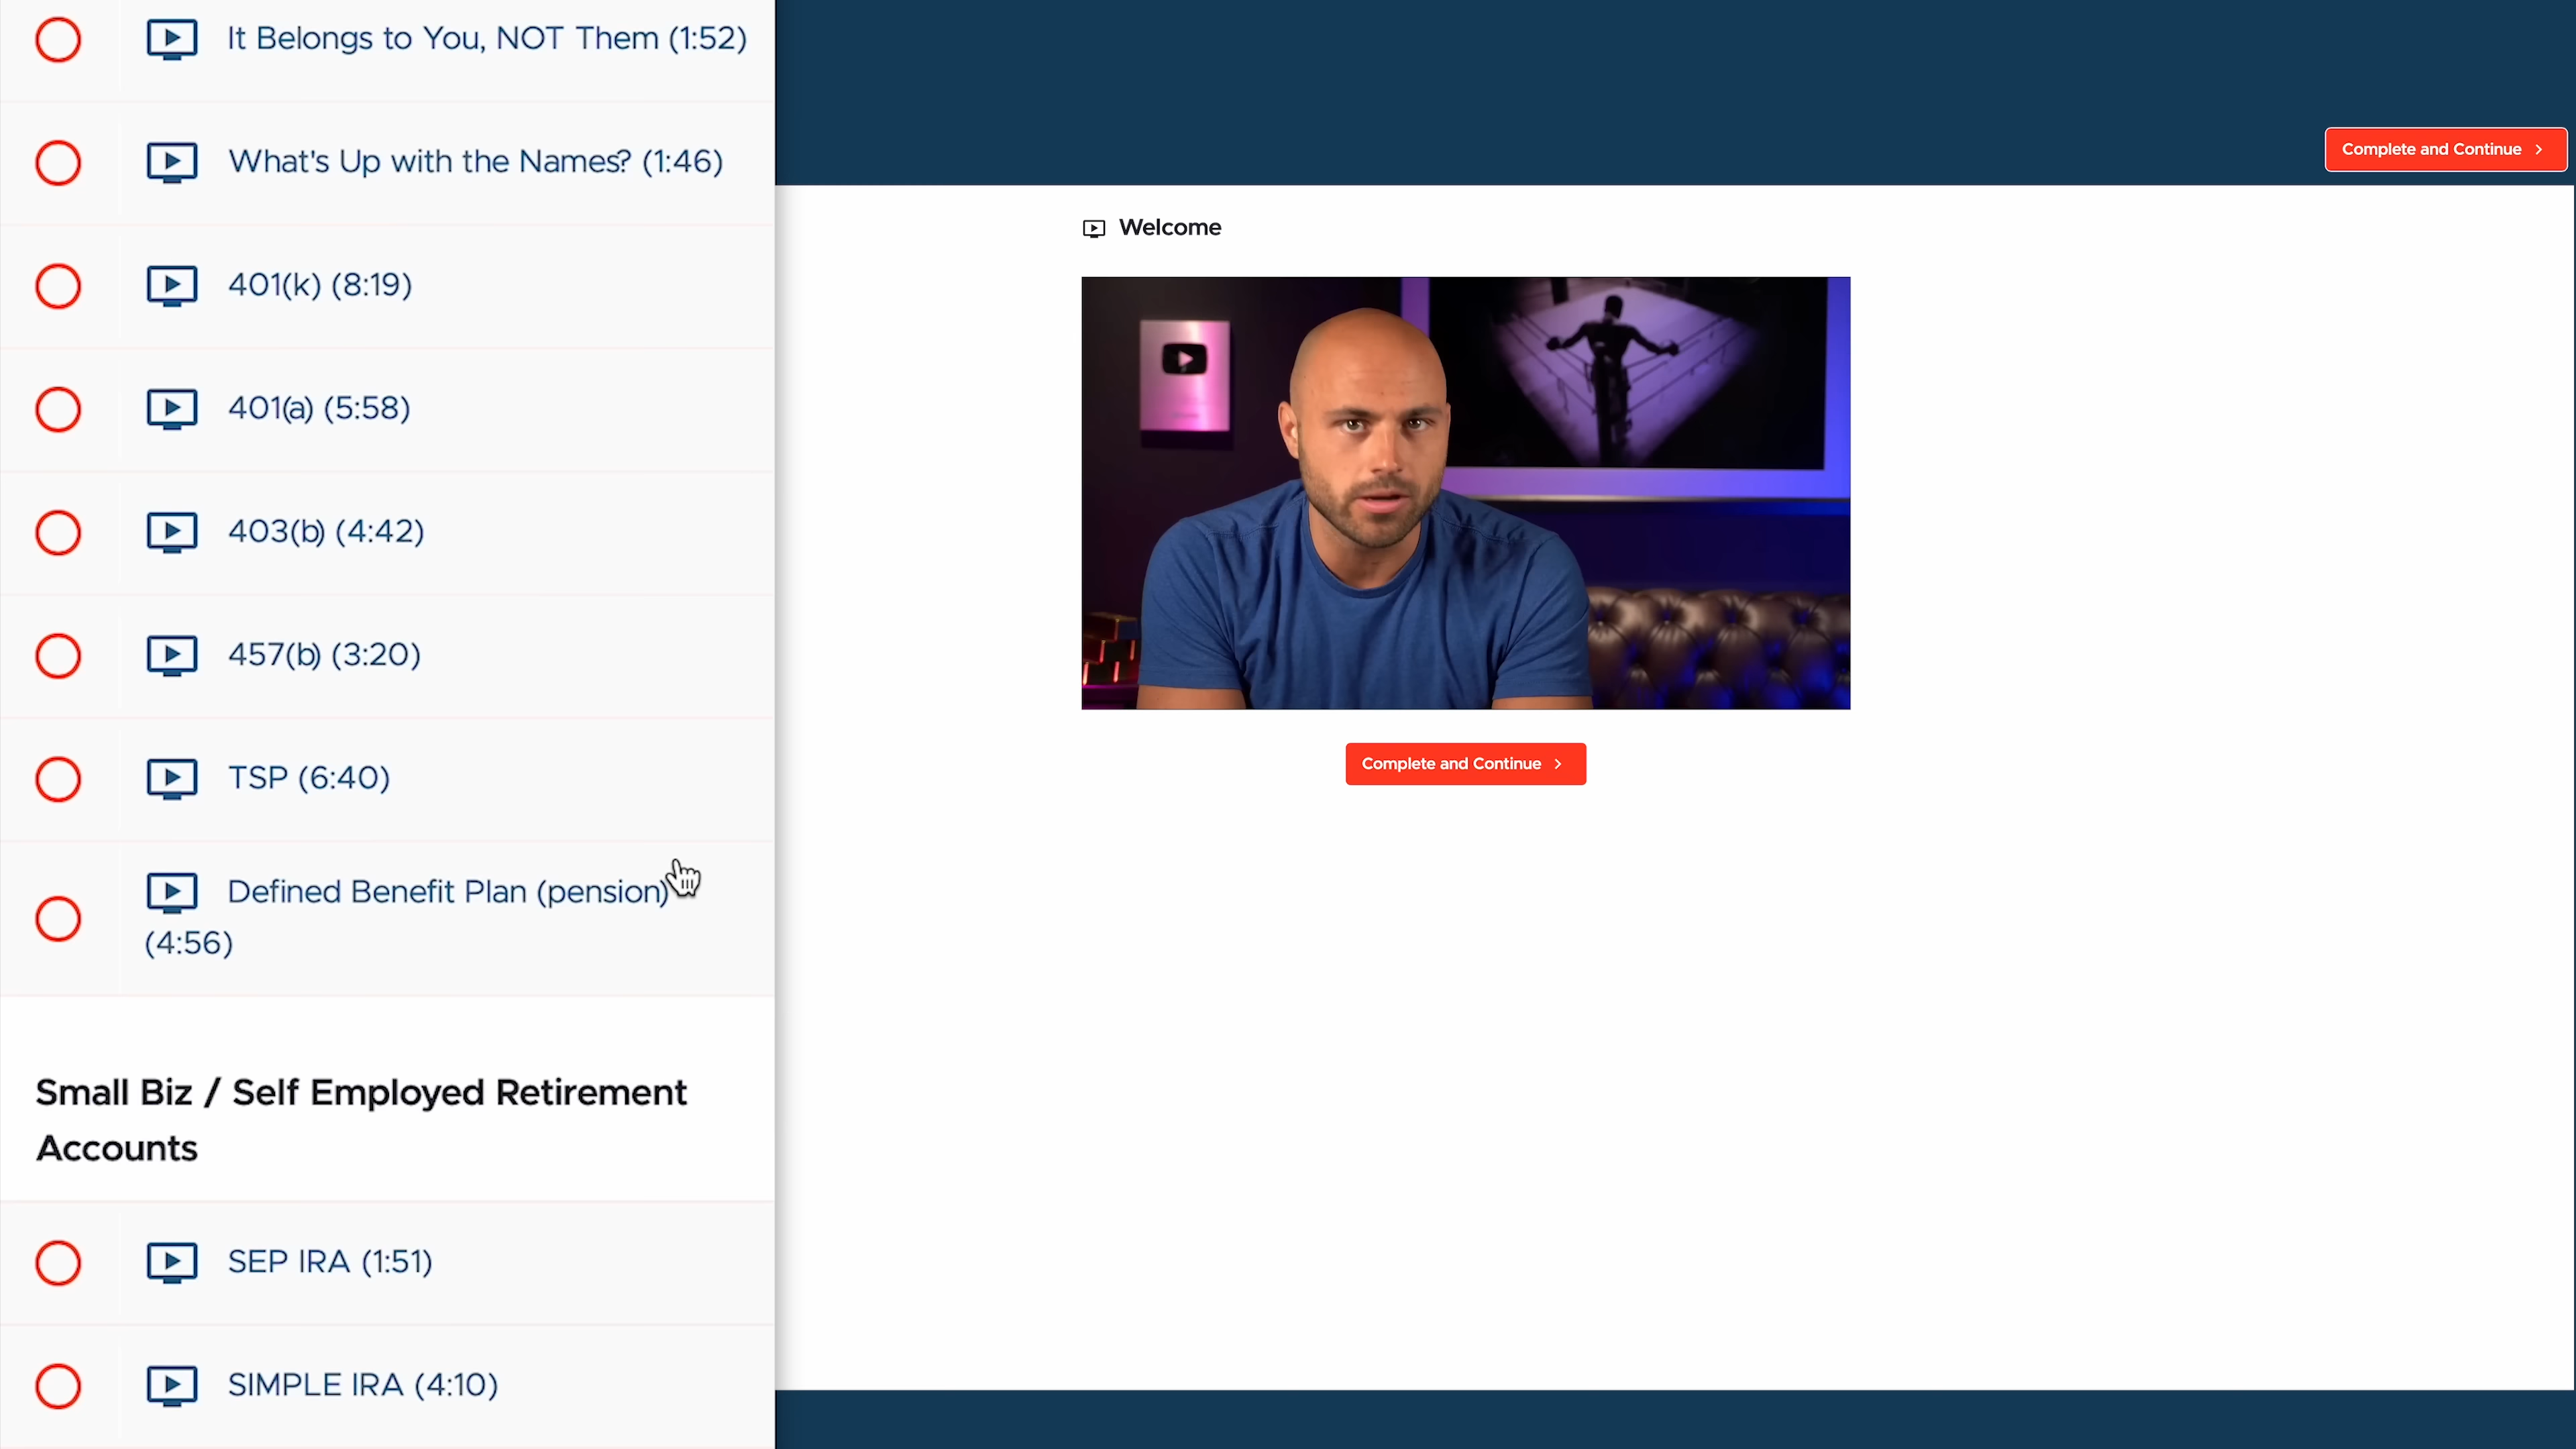 It Belongs to You, NOT Them (1:52)
What's Up with the Names? (1:46)
401(k) (8:19)
401(a) (5:58)
403(b) (4:42)
457(b) (3:20)
TSP (6:40)
Defined Benefit Plan (pension)
(4:56)
Small Biz / Self Employed Retirement
Accounts
SEP IRA (1:51)
SIMPLE IRA (4:10)
Complete and Continue
Welcome
Complete and Continue